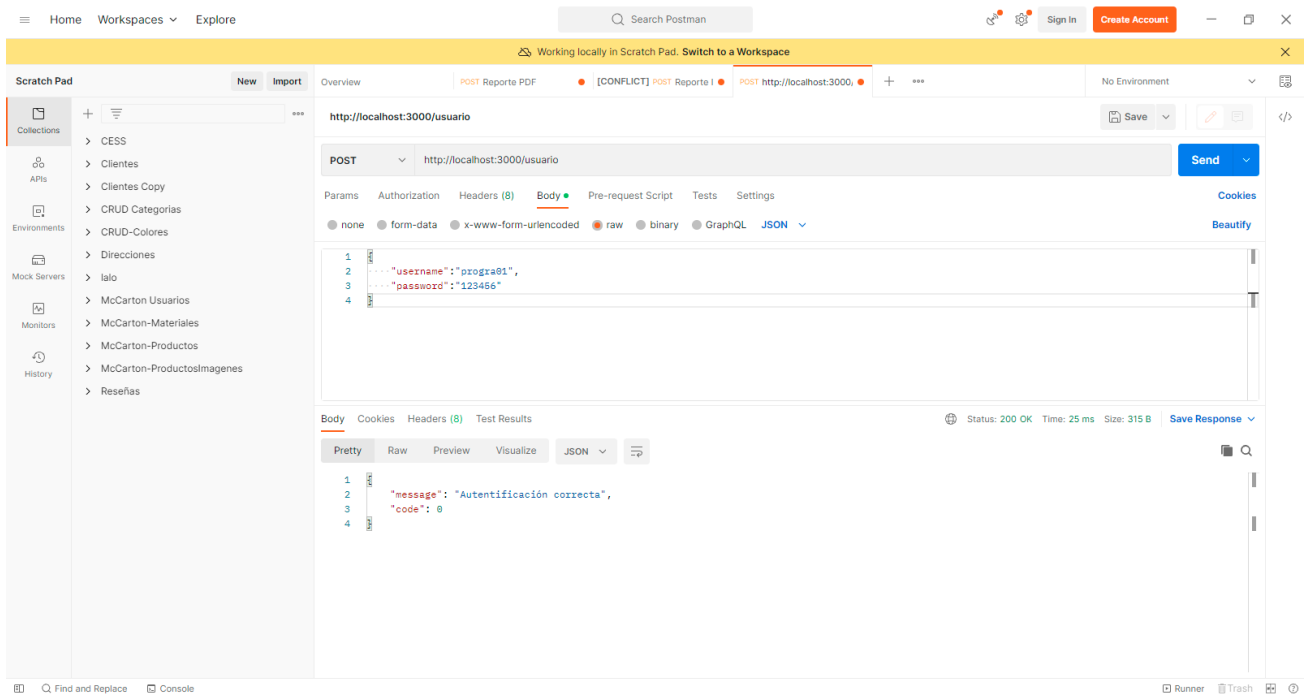 Home Workspaces Explore Search Postman Sign In Create Account
Working locally in Scratch Pad. Switch to a Workspace
Scratch Pad New Import Overview POST Reporte PDF [CONFLICT] POST Reporte I POST http://localhost:3000/ No Environment
Collections
APIs
Environments
Mock Servers
Monitors
History
CESS
Clientes
Clientes Copy
CRUD Categorias
CRUD-Colores
Direcciones
lalo
McCarton Usuarios
McCarton-Materiales
McCarton-Productos
McCarton-ProductosImagenes
Reseñas
http://localhost:3000/usuario Save
POST http://localhost:3000/usuario Send
Params Authorization Headers (8) Body Pre-request Script Tests Settings Cookies
none form-data x-www-form-urlencoded raw binary GraphQL JSON Beautify
1 {
2 "username":"progra01",
3 "password":"123456"
4 }
Body Cookies Headers (8) Test Results Status: 200 OK Time: 25 ms Size: 315 B Save Response
Pretty Raw Preview Visualize JSON
1 {
2 "message": "Autentificación correcta",
3 "code": 0
4 }
Find and Replace Console Runner Trash